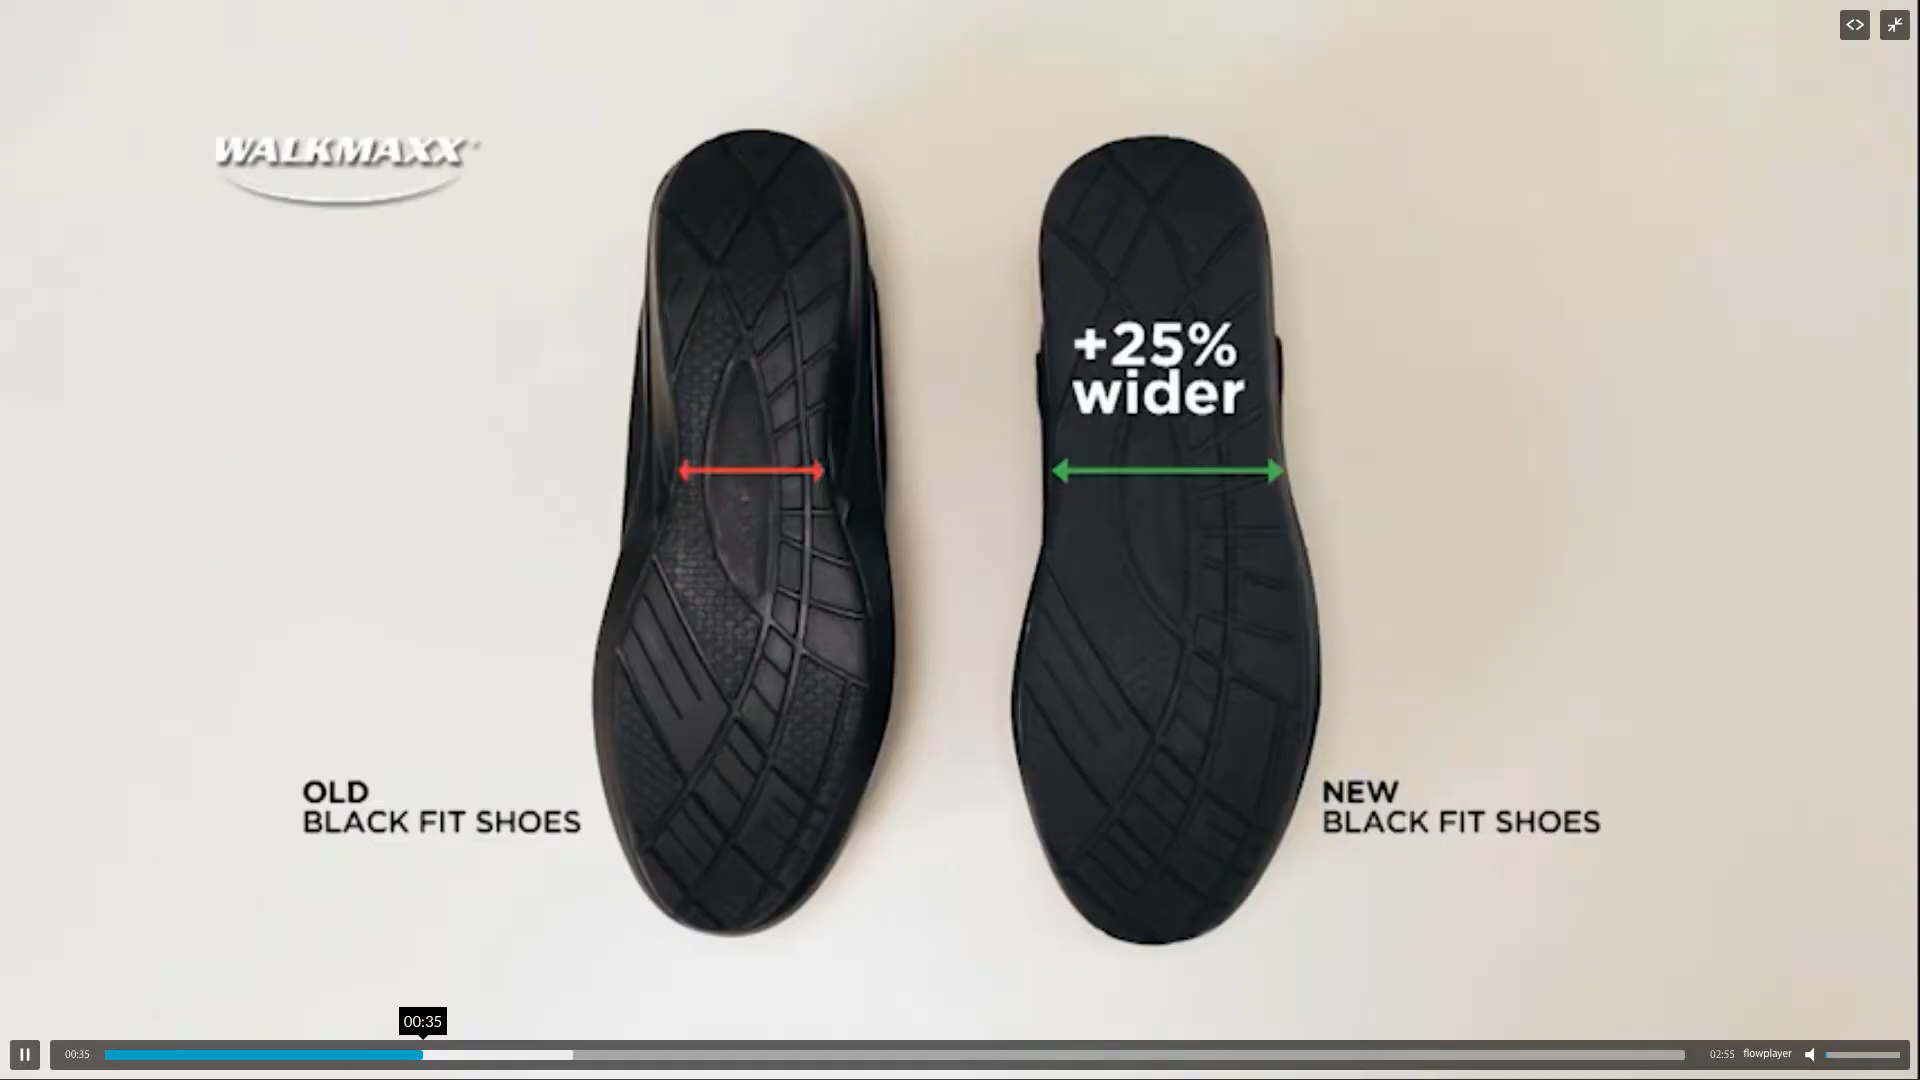 WALKMAXX
+25%
wider
OLD
BLACK FIT SHOES
NEW
BLACK FIT SHOES
00:35
00:35
02:55
flowplayer